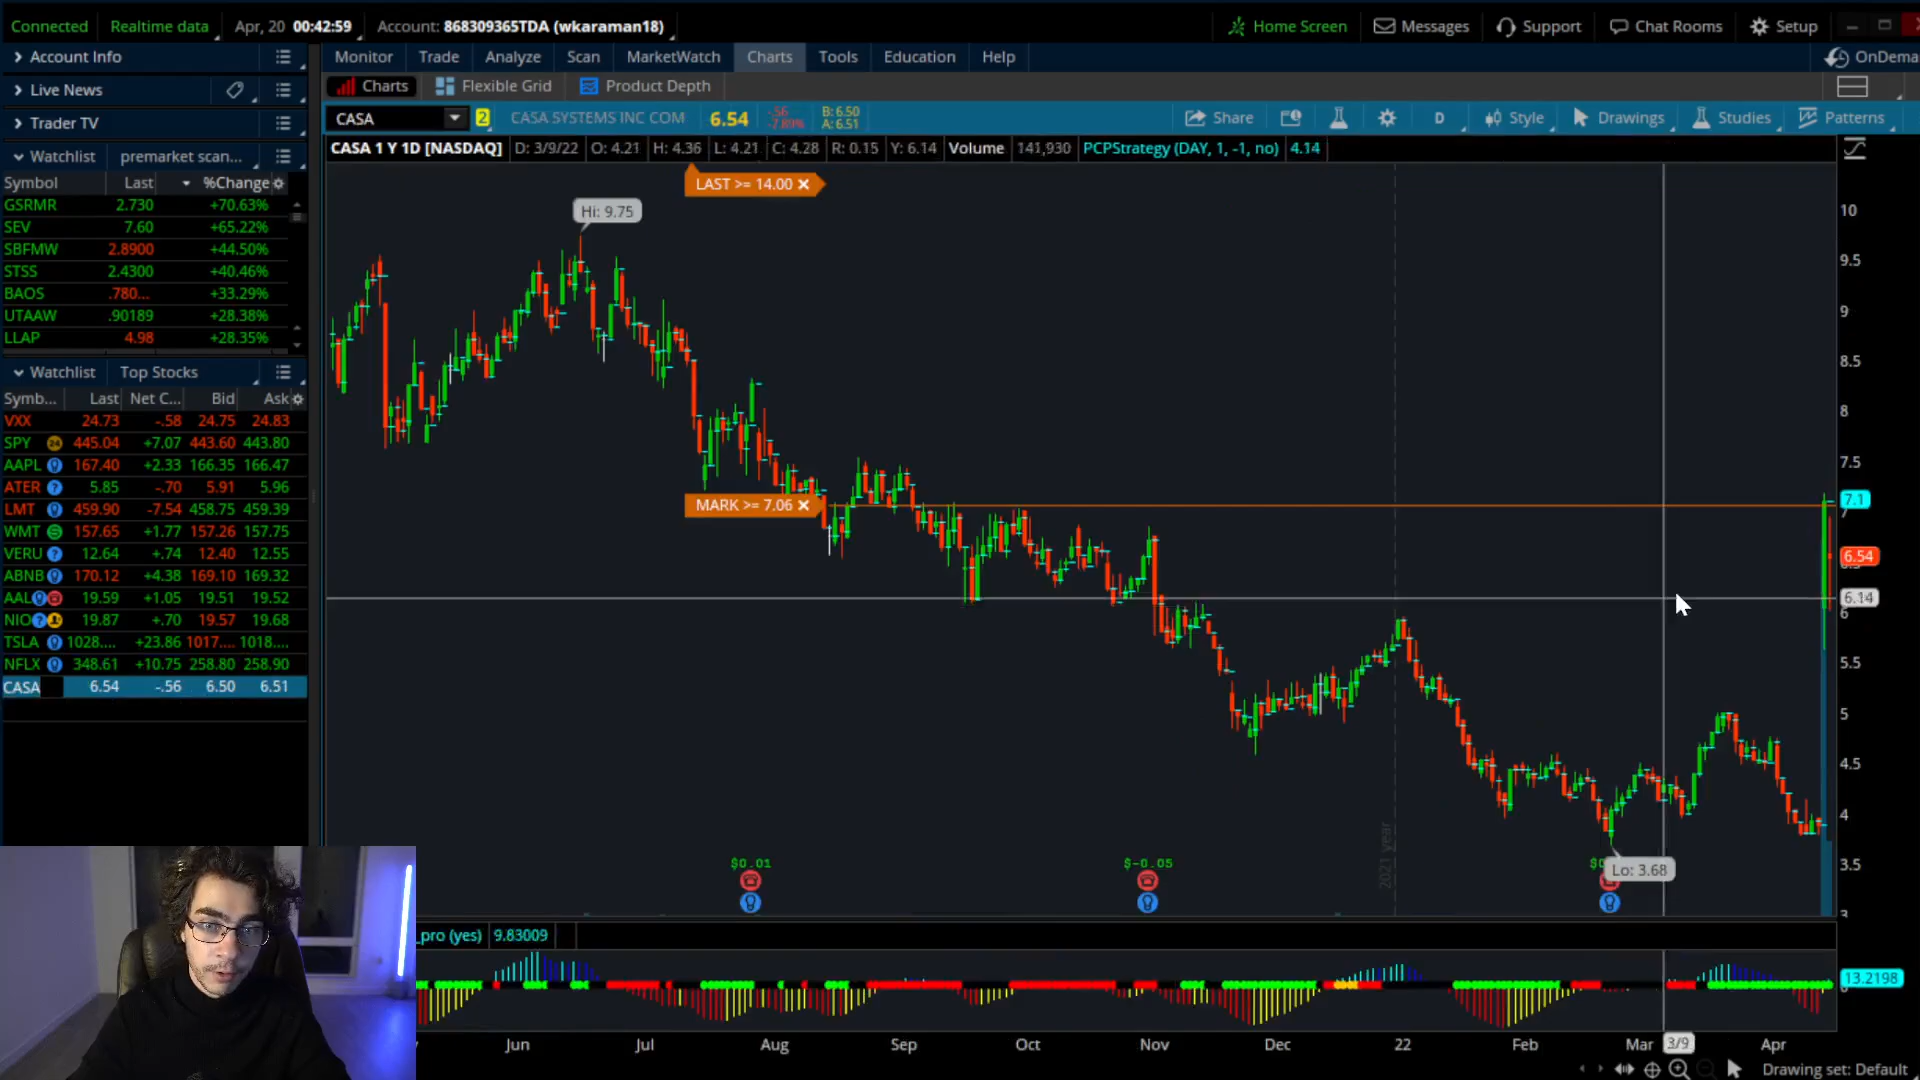 Connected Realtime data Apr, 20 00:42:59 Account: 868309365TDA (wkaraman18) Home Screen Messages Support Chat Rooms Setup
Account Info
Live News
Trader TV
Watchlist premarket scan...
Symbol Last %Change
GSRMR 2.730 +70.63%
SEV 7.60 +65.22%
SBFMW 2.8900 +44.50%
STSS 2.4300 +40.46%
BAOS .780... +33.29%
UTAAW .90189 +28.38%
LLAP 4.98 +28.35%
Watchlist Top Stocks
Symb... Last Net C... Bid Ask
VXX 24.73 -.58 24.75 24.83
SPY 445.04 +7.07 443.60 443.80
AAPL 167.40 +2.33 166.35 166.47
ATER 5.85 -.70 5.91 5.96
LMT 459.90 -7.54 458.75 459.39
WMT 157.65 +1.77 157.26 157.75
VERU 12.64 +.74 12.40 12.55
ABNB 170.12 +4.38 169.10 169.32
AAL 19.59 +1.05 19.51 19.52
NIO 19.87 +.70 19.57 19.68
TSLA 1028.... +23.86 1017.... 1018....
NFLX 348.61 +10.75 258.80 258.90
CASA 6.54 -.56 6.50 6.51
Monitor Trade Analyze Scan MarketWatch Charts Tools Education Help OnDema
Charts Flexible Grid Product Depth
CASA 2 CASA SYSTEMS INC COM 6.54 -.56 -7.89% B: 6.50 A: 6.51 Share D Style Drawings Studies Patterns
CASA 1 Y 1D [NASDAQ] D: 3/9/22 O: 4.21 H: 4.36 L: 4.21 C: 4.28 R: 0.15 Y: 6.14 Volume 141,930 PCPStrategy (DAY, 1, -1, no) 4.14
LAST >= 14.00
Hi: 9.75
MARK >= 7.06
10
9.5
9
8.5
8
7.5
7.1
6.54
6.14
5.5
5
4.5
4
3.5
3
2021 year
$0.01 $-0.05
Lo: 3.68
_pro (yes) 9.83009
13.2198
Jun Jul Aug Sep Oct Nov Dec 22 Feb Mar 3/9 Apr
Drawing set: Default